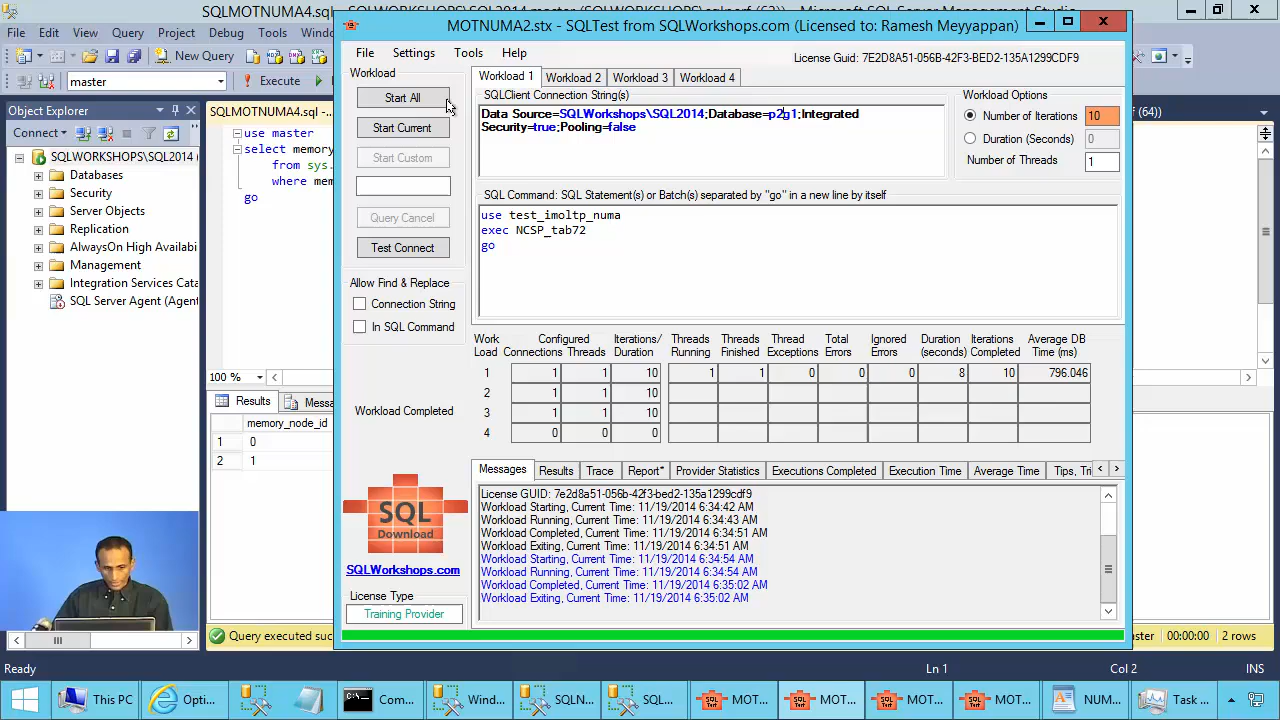 SQLMOTNUMA4.sql
MOTNUMA2.stx - SQLTest from SQLWorkshops.com (Licensed to: Ramesh Meyyappan)
File Edit View Query Project
File Settings Tools Help
License Guid: 7E2D8A51-056B-42F3-BED2-135A1299CDF9
New Query
master
Execute
Object Explorer
Connect
SQLWORKSHOPS\SQL2014
Databases
Security
Server Objects
Replication
AlwaysOn High Availabi
Management
Integration Services Cata
SQL Server Agent (Agen
SQLMOTNUMA4
use master
select memory
from sys.
where mem
go
100 %
Results
Messa
memory_node_id
1 0
2 1
Query executed suc
Workload
Start All
Start Current
Start Custom
Query Cancel
Test Connect
Allow Find & Replace
Connection String
In SQL Command
Workload Completed
SQL
Download
SQLWorkshops.com
License Type
Training Provider
Workload 1 Workload 2 Workload 3 Workload 4
SQLClient Connection String(s)
Data Source=SQLWorkshops\SQL2014;Database=p2g1;Integrated
Security=true;Pooling=false
Workload Options
Number of Iterations 10
Duration (Seconds) 0
Number of Threads 1
SQL Command: SQL Statement(s) or Batch(s) separated by "go" in a new line by itself
use test_imoltp_numa
exec NCSP_tab72
go
Work Configured Iterations/ Threads Threads Thread Total Ignored Duration Iterations Average DB
Load Connections Threads Duration Running Finished Exceptions Errors Errors (seconds) Completed Time (ms)
1 1 1 10 1 1 0 0 0 8 10 796.046
2 1 1 10
3 1 1 10
4 0 0 0
Messages Results Trace Report* Provider Statistics Executions Completed Execution Time Average Time Tips, Tri
License GUID: 7e2d8a51-056b-42f3-bed2-135a1299cdf9
Workload Starting, Current Time: 11/19/2014 6:34:42 AM
Workload Running, Current Time: 11/19/2014 6:34:43 AM
Workload Completed, Current Time: 11/19/2014 6:34:51 AM
Workload Exiting, Current Time: 11/19/2014 6:34:51 AM
Workload Starting, Current Time: 11/19/2014 6:34:54 AM
Workload Running, Current Time: 11/19/2014 6:34:54 AM
Workload Completed, Current Time: 11/19/2014 6:35:02 AM
Workload Exiting, Current Time: 11/19/2014 6:35:02 AM
ster 00:00:00 2 rows
Ready Ln 1 Col 2 INS
This PC Opti... Com... Wind... SQLN... SQL... MOT... MOT... MOT... MOT... NUM... Task ...